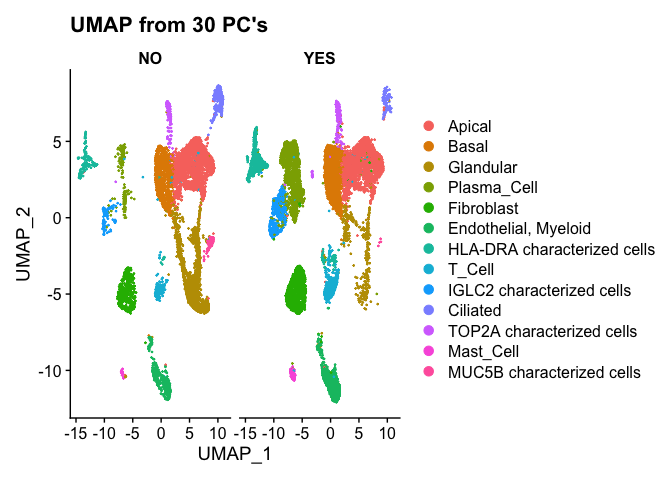 UMAP from 30 PC's
NO
YES
5
0
-5
-10
UMAP_2
-15 -10 -5 0 5 10
-15 -10 -5 0 5 10
UMAP_1
Apical
Basal
Glandular
Plasma_Cell
Fibroblast
Endothelial, Myeloid
HLA-DRA characterized cells
T_Cell
IGLC2 characterized cells
Ciliated
TOP2A characterized cells
Mast_Cell
MUC5B characterized cells